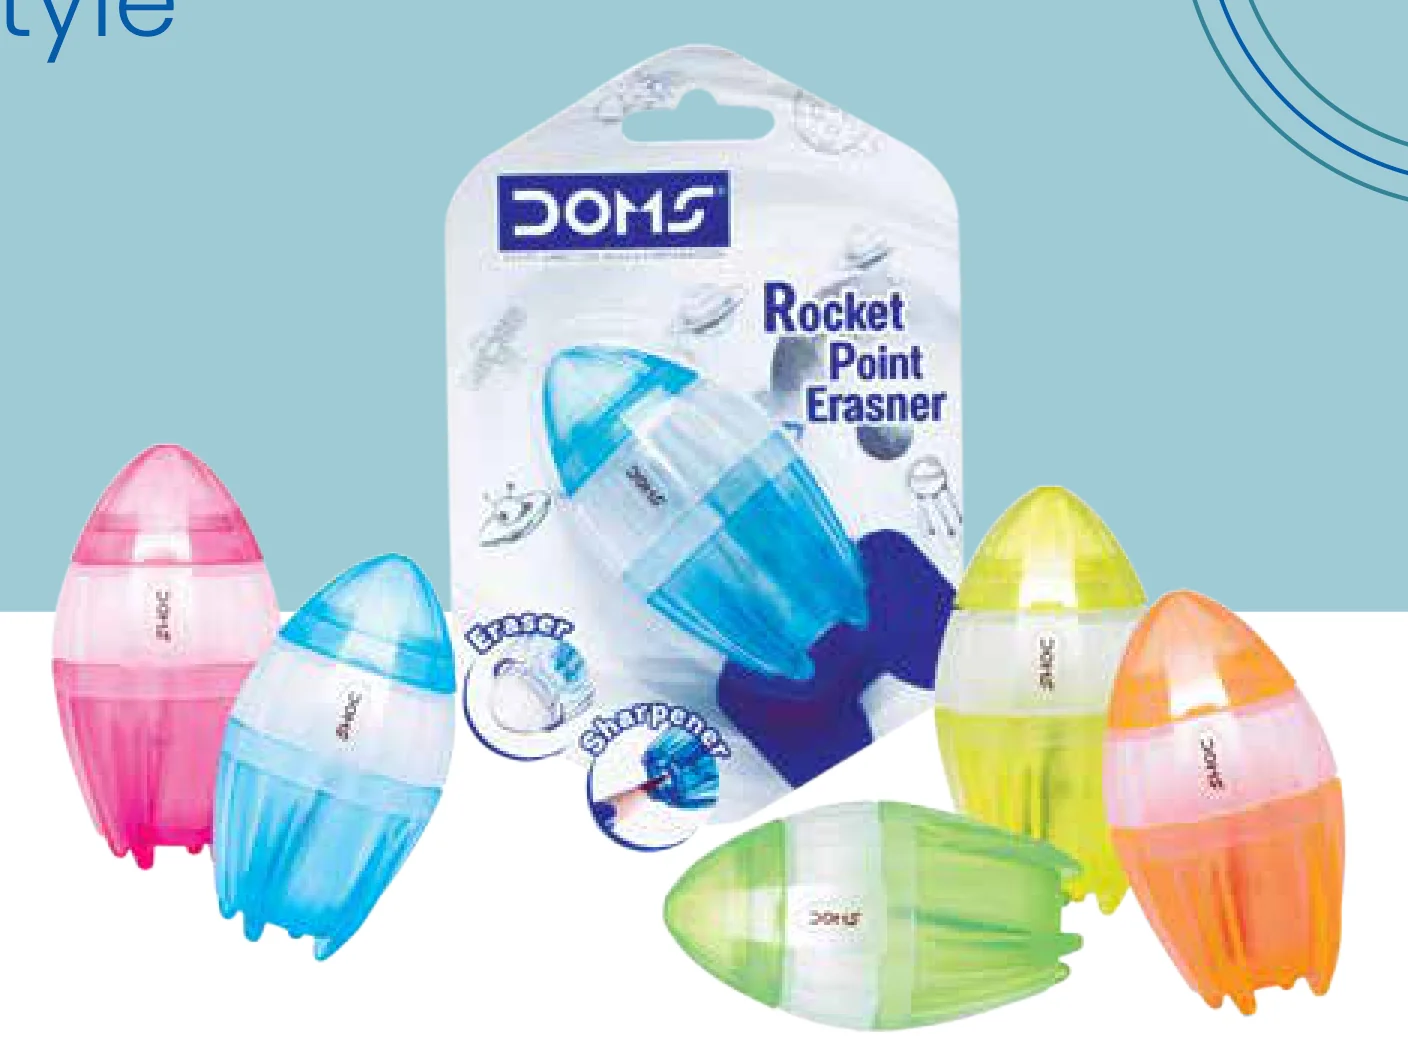 tyle
DOMS
Rocket
Point
Erasner
DOMS
Eraser
Sharpener
DOMS
DOMS
DOMS
DOMS
DOMS